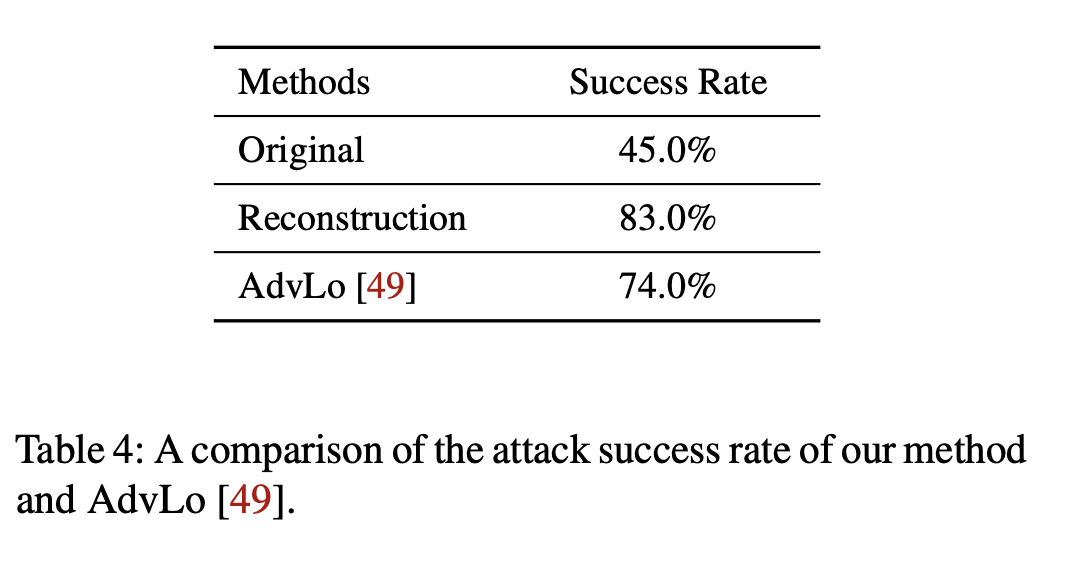 Methods Success Rate
Original 45.0%
Reconstruction 83.0%
AdvLo [49] 74.0%
Table 4: A comparison of the attack success rate of our method
and AdvLo [49].